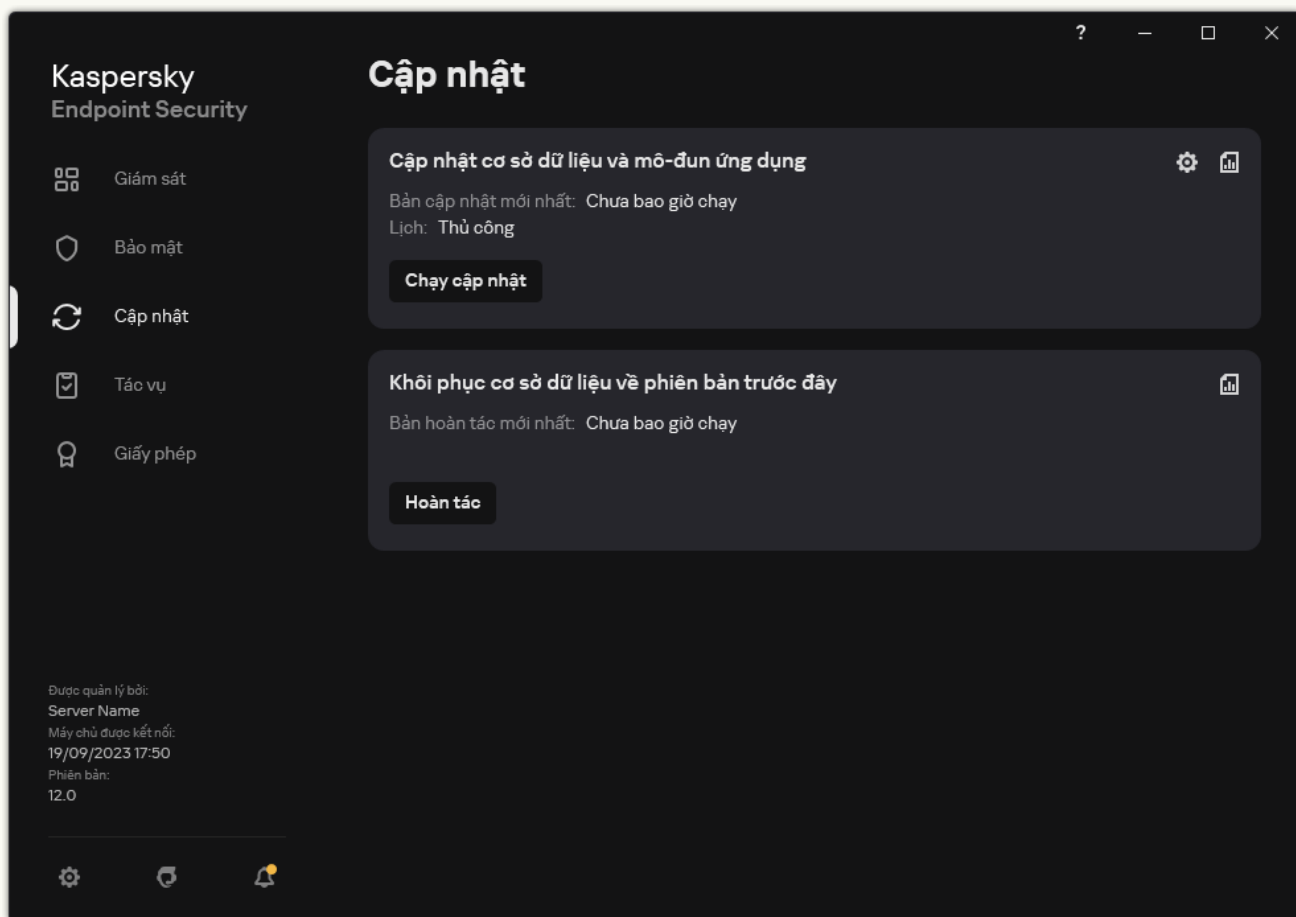 ?
Kaspersky
Endpoint Security
Giám sát
Bảo mật
Cập nhật
Tác vụ
Giấy phép
Được quản lý bởi:
Server Name
Máy chủ được kết nối:
19/09/2023 17:50
Phiên bản:
12.0
Cập nhật
Cập nhật cơ sở dữ liệu và mô-đun ứng dụng
Bản cập nhật mới nhất: Chưa bao giờ chạy
Lịch: Thủ công
Chạy cập nhật
Khôi phục cơ sở dữ liệu về phiên bản trước đây
Bản hoàn tác mới nhất: Chưa bao giờ chạy
Hoàn tác